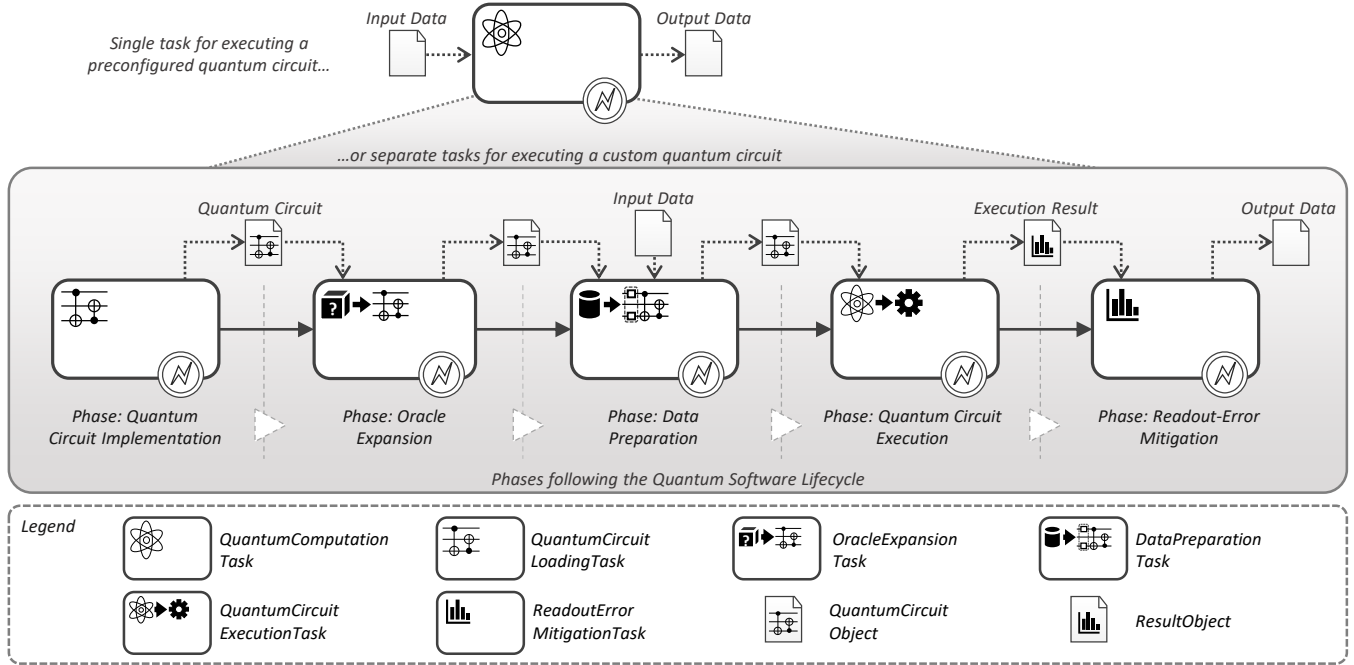 Input Data
Output Data
Single task for executing a
preconfigured quantum circuit…
…or separate tasks for executing a custom quantum circuit
Quantum Circuit
Input Data
Execution Result
Output Data
?
Phase: Quantum
Circuit Implementation
Phase: Oracle
Expansion
Phase: Data
Preparation
Phase: Quantum Circuit
Execution
Phase: Readout-Error
Mitigation
Phases following the Quantum Software Lifecycle
Legend
QuantumComputation
Task
QuantumCircuit
LoadingTask
?
OracleExpansion
Task
DataPreparation
Task
QuantumCircuit
ExecutionTask
ReadoutError
MitigationTask
QuantumCircuit
Object
ResultObject